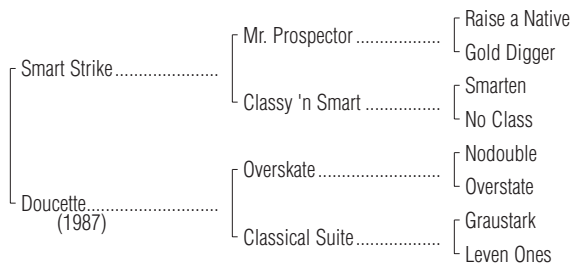 Raise a Native
Mr. Prospector
Gold Digger
Smart Strike
Smarten
Classy 'n Smart
No Class
Nodouble
Overskate
Overstate
Doucette
(1987)
Graustark
Classical Suite
Leven Ones